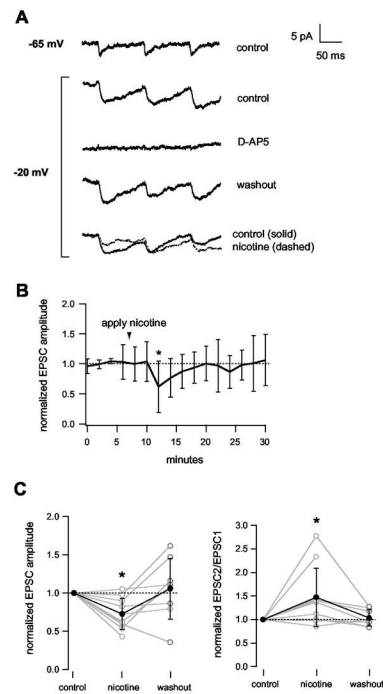 A
-65 mV
control
5 pA
50 ms
control
D-AP5
-20 mV
washout
control (solid)
nicotine (dashed)
B
normalized EPSC amplitude
2.0
1.5
1.0
0.5
0.0
apply nicotine
*
0 5 10 15 20 25 30
minutes
C
normalized EPSC amplitude
2.0
1.5
1.0
0.5
0.0
*
control nicotine washout
normalized EPSC2/EPSC1
3.0
2.5
2.0
1.5
1.0
0.5
0.0
*
control nicotine washout